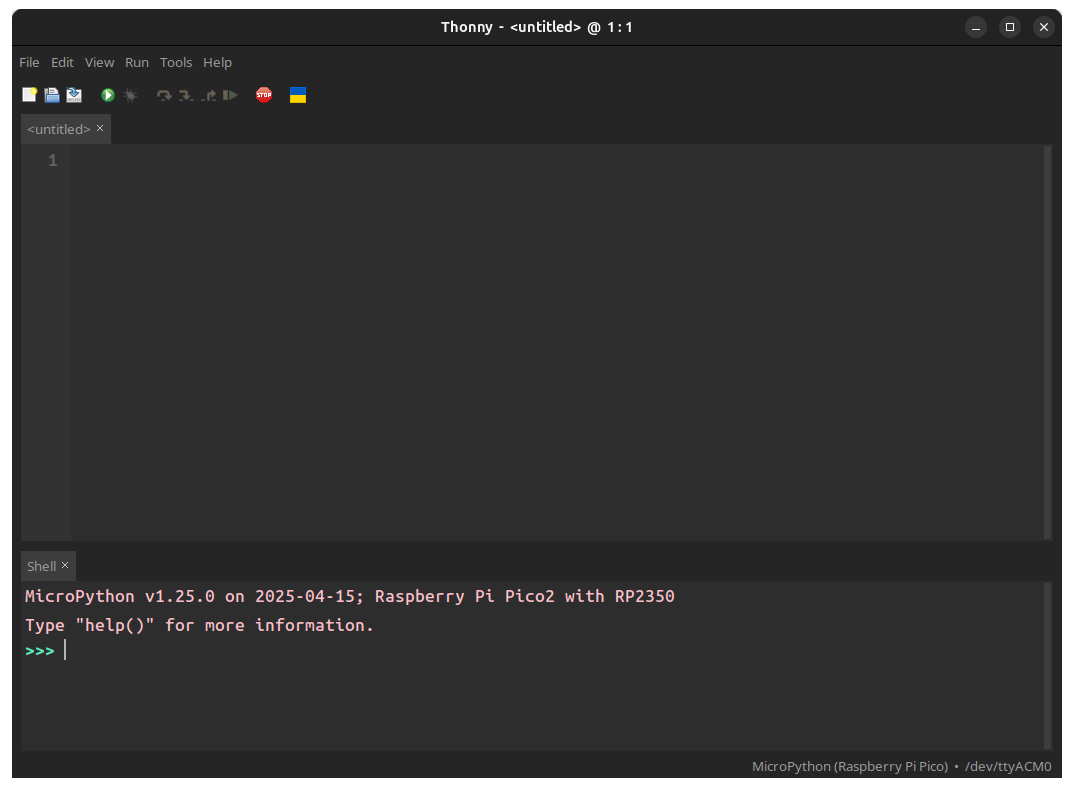 Thonny - <untitled> @ 1 : 1
File Edit View Run Tools Help
STOP
<untitled> ×
1
Shell ×
MicroPython v1.25.0 on 2025-04-15; Raspberry Pi Pico2 with RP2350
Type "help()" for more information.
>>>
MicroPython (Raspberry Pi Pico) • /dev/ttyACM0